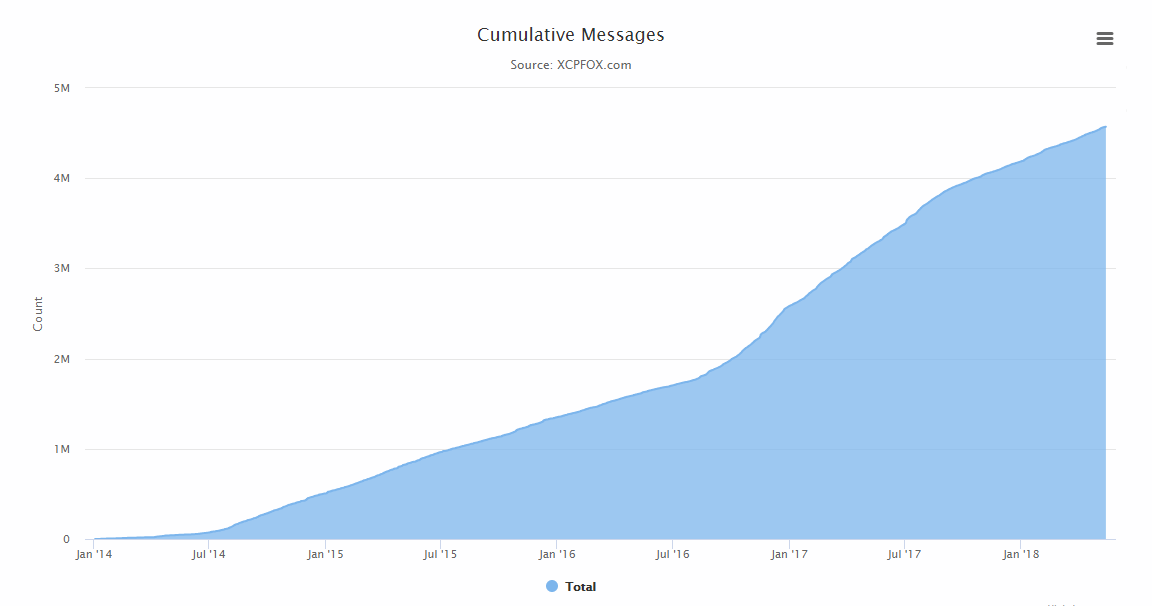 Cumulative Messages
Source: XCPFOX.com
5M
4M
3M
2M
1M
0
Count
Jan '14
Jul '14
Jan '15
Jul '15
Jan '16
Jul '16
Jan '17
Jul '17
Jan '18
Total